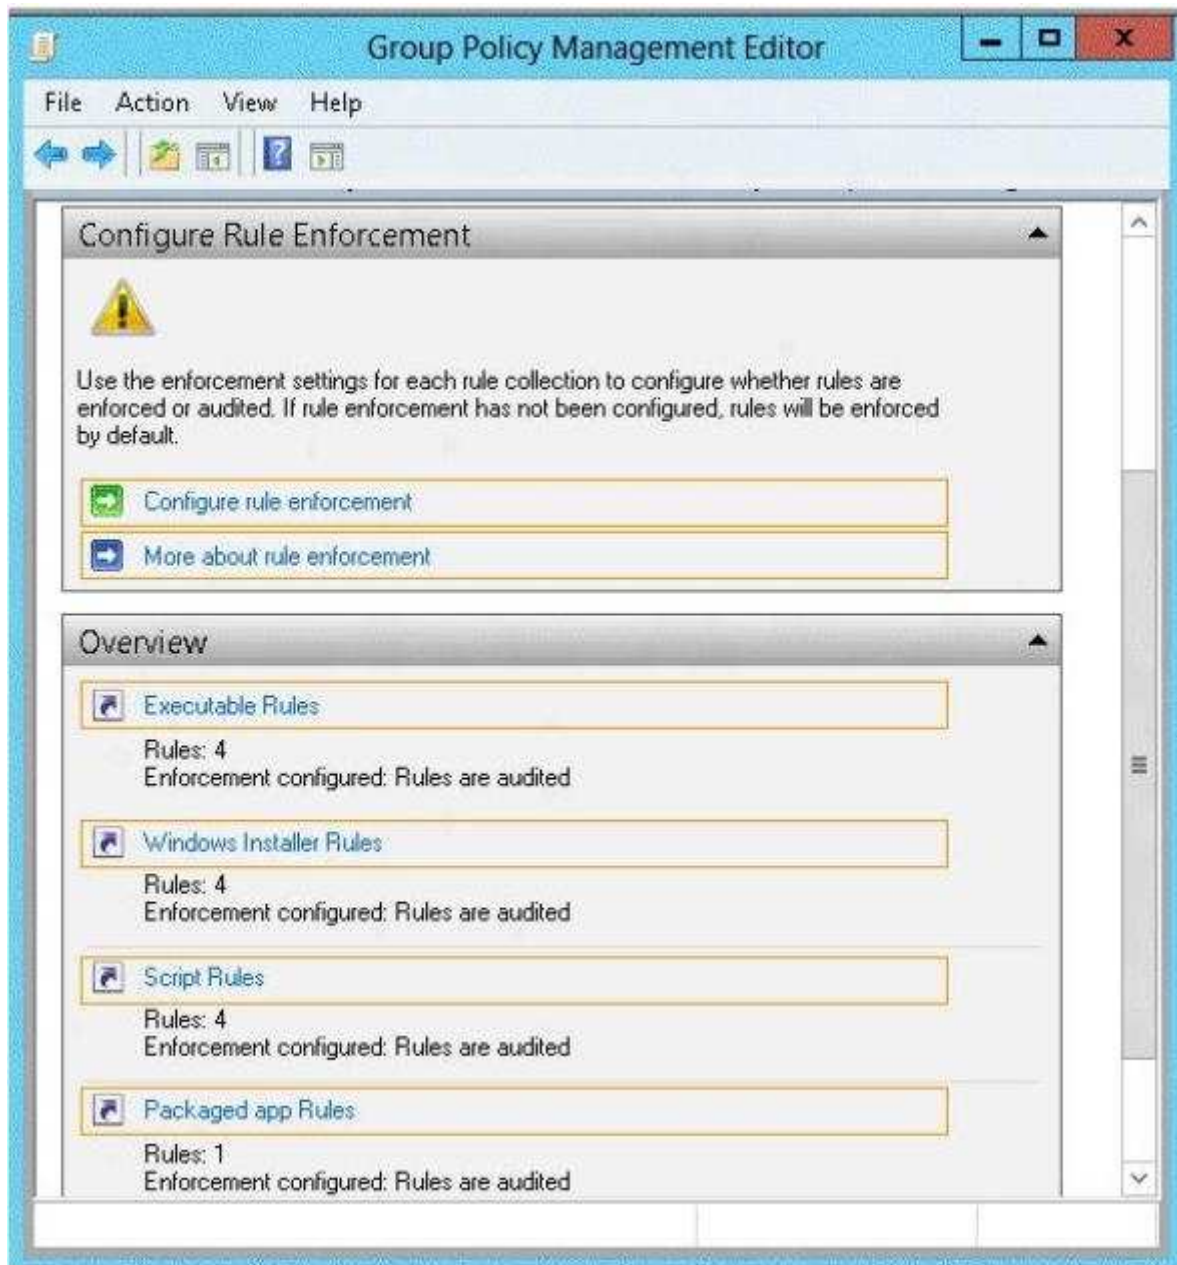 Group Policy Management Editor
x
File Action View Help
?
Configure Rule Enforcement
Use the enforcement settings for each rule collection to configure whether rules are
enforced or audited. If rule enforcement has not been configured, rules will be enforced
by default.
Configure rule enforcement
More about rule enforcement
Overview
Executable Rules
Rules: 4
Enforcement configured: Rules are audited
Windows Installer Rules
Rules: 4
Enforcement configured: Rules are audited
Script Rules
Rules: 4
Enforcement configured: Rules are audited
Packaged app Rules
Rules: 1
Enforcement configured: Rules are audited